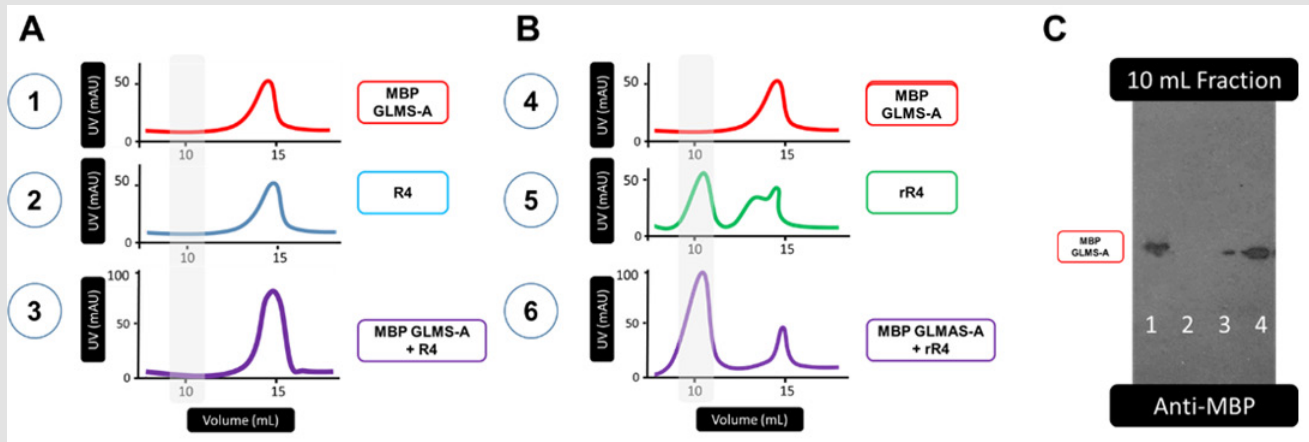 A
1
UV (mAU)
50
0
10
15
MBP
GLMS-A
2
UV (mAU)
50
0
10
15
R4
3
UV (mAU)
100
50
0
10
15
MBP GLMS-A
+ R4
Volume (mL)
B
4
UV (mAU)
50
0
10
15
MBP
GLMS-A
5
UV (mAU)
50
0
10
15
rR4
6
UV (mAU)
100
50
0
10
15
MBP GLMAS-A
+ rR4
Volume (mL)
C
10 mL Fraction
MBP
GLMS-A
1 2 3 4
Anti-MBP